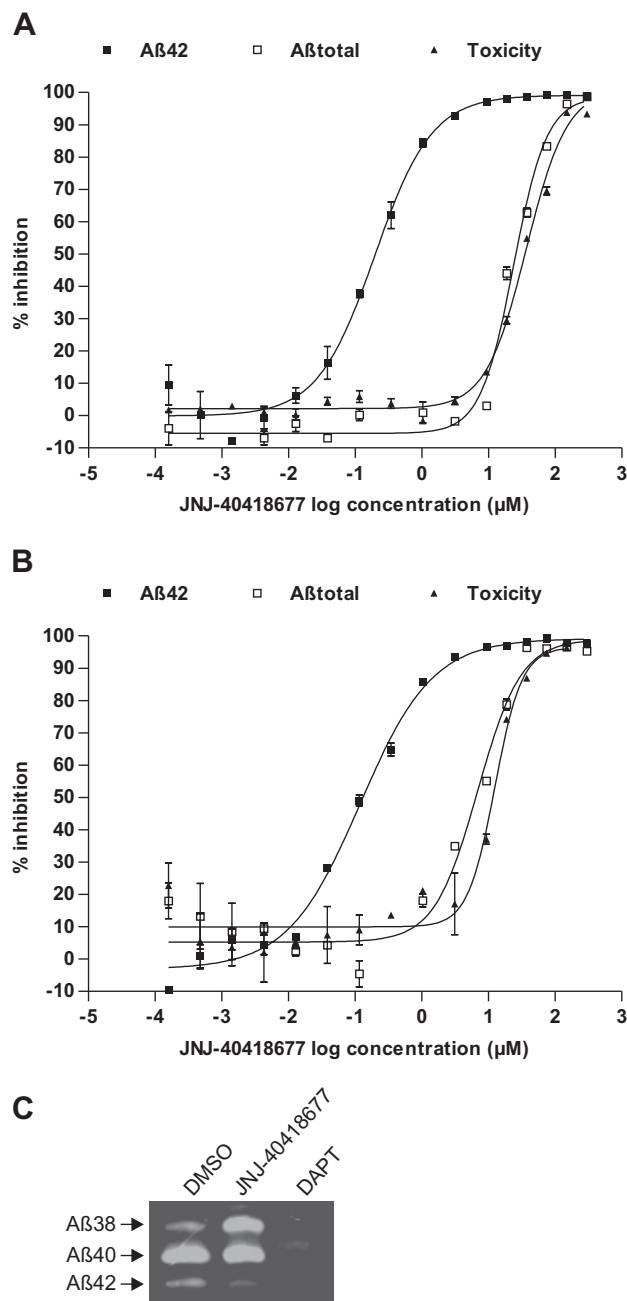 A
Aß42 Aßtotal Toxicity
100
90
80
70
60
50
40
30
20
10
0
-10
% inhibition
-5 -4 -3 -2 -1 0 1 2 3
JNJ-40418677 log concentration (µM)
B
Aß42 Aßtotal Toxicity
100
90
80
70
60
50
40
30
20
10
0
-10
% inhibition
-5 -4 -3 -2 -1 0 1 2 3
JNJ-40418677 log concentration (µM)
C
DMSO
JNJ-40418677
DAPT
Aß38
Aß40
Aß42